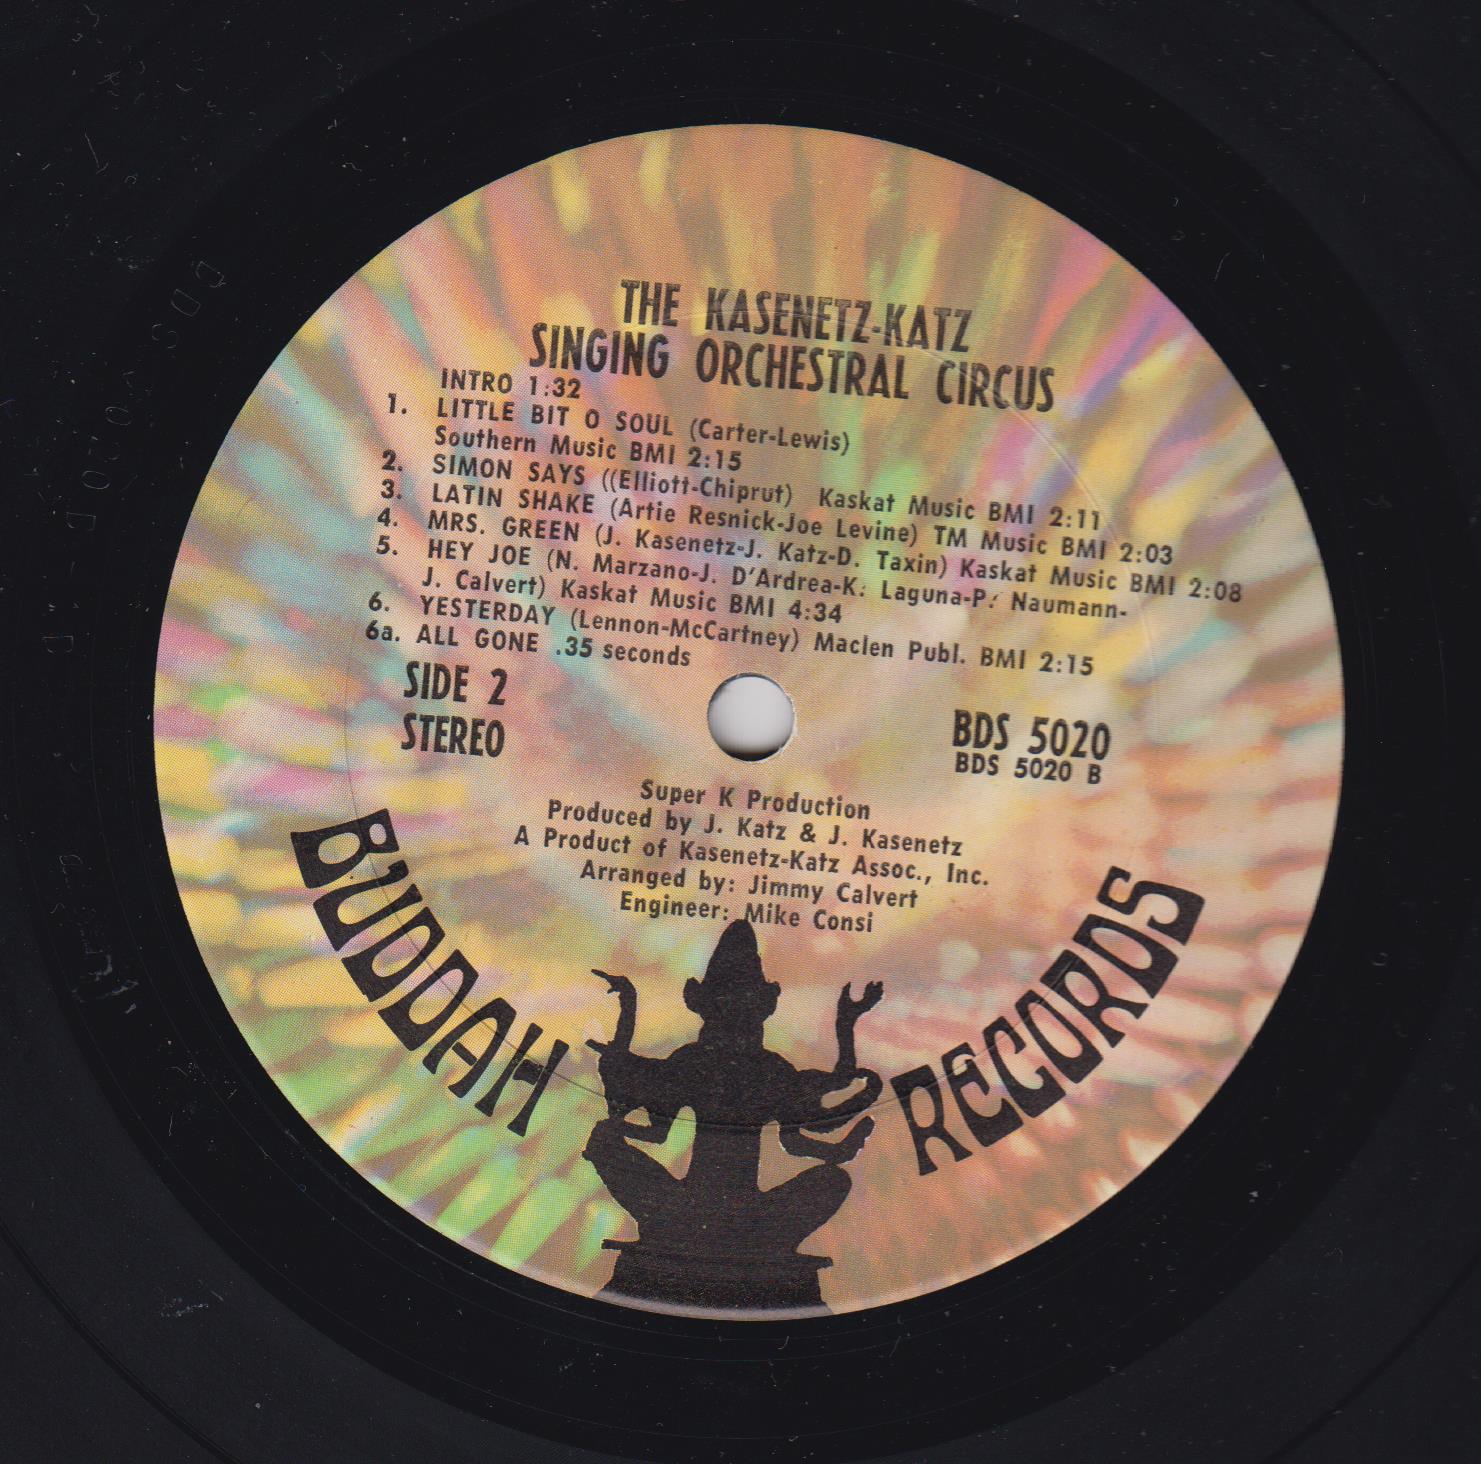 THE KASENETZ-KATZ
SINGING ORCHESTRAL CIRCUS
INTRO 1:32
1. LITTLE BIT O SOUL (Carter-Lewis)
Southern Music BMI 2:15
2. SIMON SAYS ((Elliott-Chiprut) Kaskat Music BMI 2:11
3. LATIN SHAKE (Artie Resnick-Joe Levine) TM Music BMI 2:03
4. MRS. GREEN (J. Kasenetz-J. Katz-D. Taxin) Kaskat Music BMI 2:08
5. HEY JOE (N. Marzano-J. D'Ardrea-K. Laguna-P. Naumann-
J. Calvert) Kaskat Music BMI 4:34
6. YESTERDAY (Lennon-McCartney) Maclen Publ. BMI 2:15
6a. ALL GONE .35 seconds
SIDE 2
STEREO
BDS 5020
BDS 5020 B
Super K Production
Produced by J. Katz & J. Kasenetz
A Product of Kasenetz-Katz Assoc., Inc.
Arranged by: Jimmy Calvert
Engineer: Mike Consi
BUDDAH RECORDS